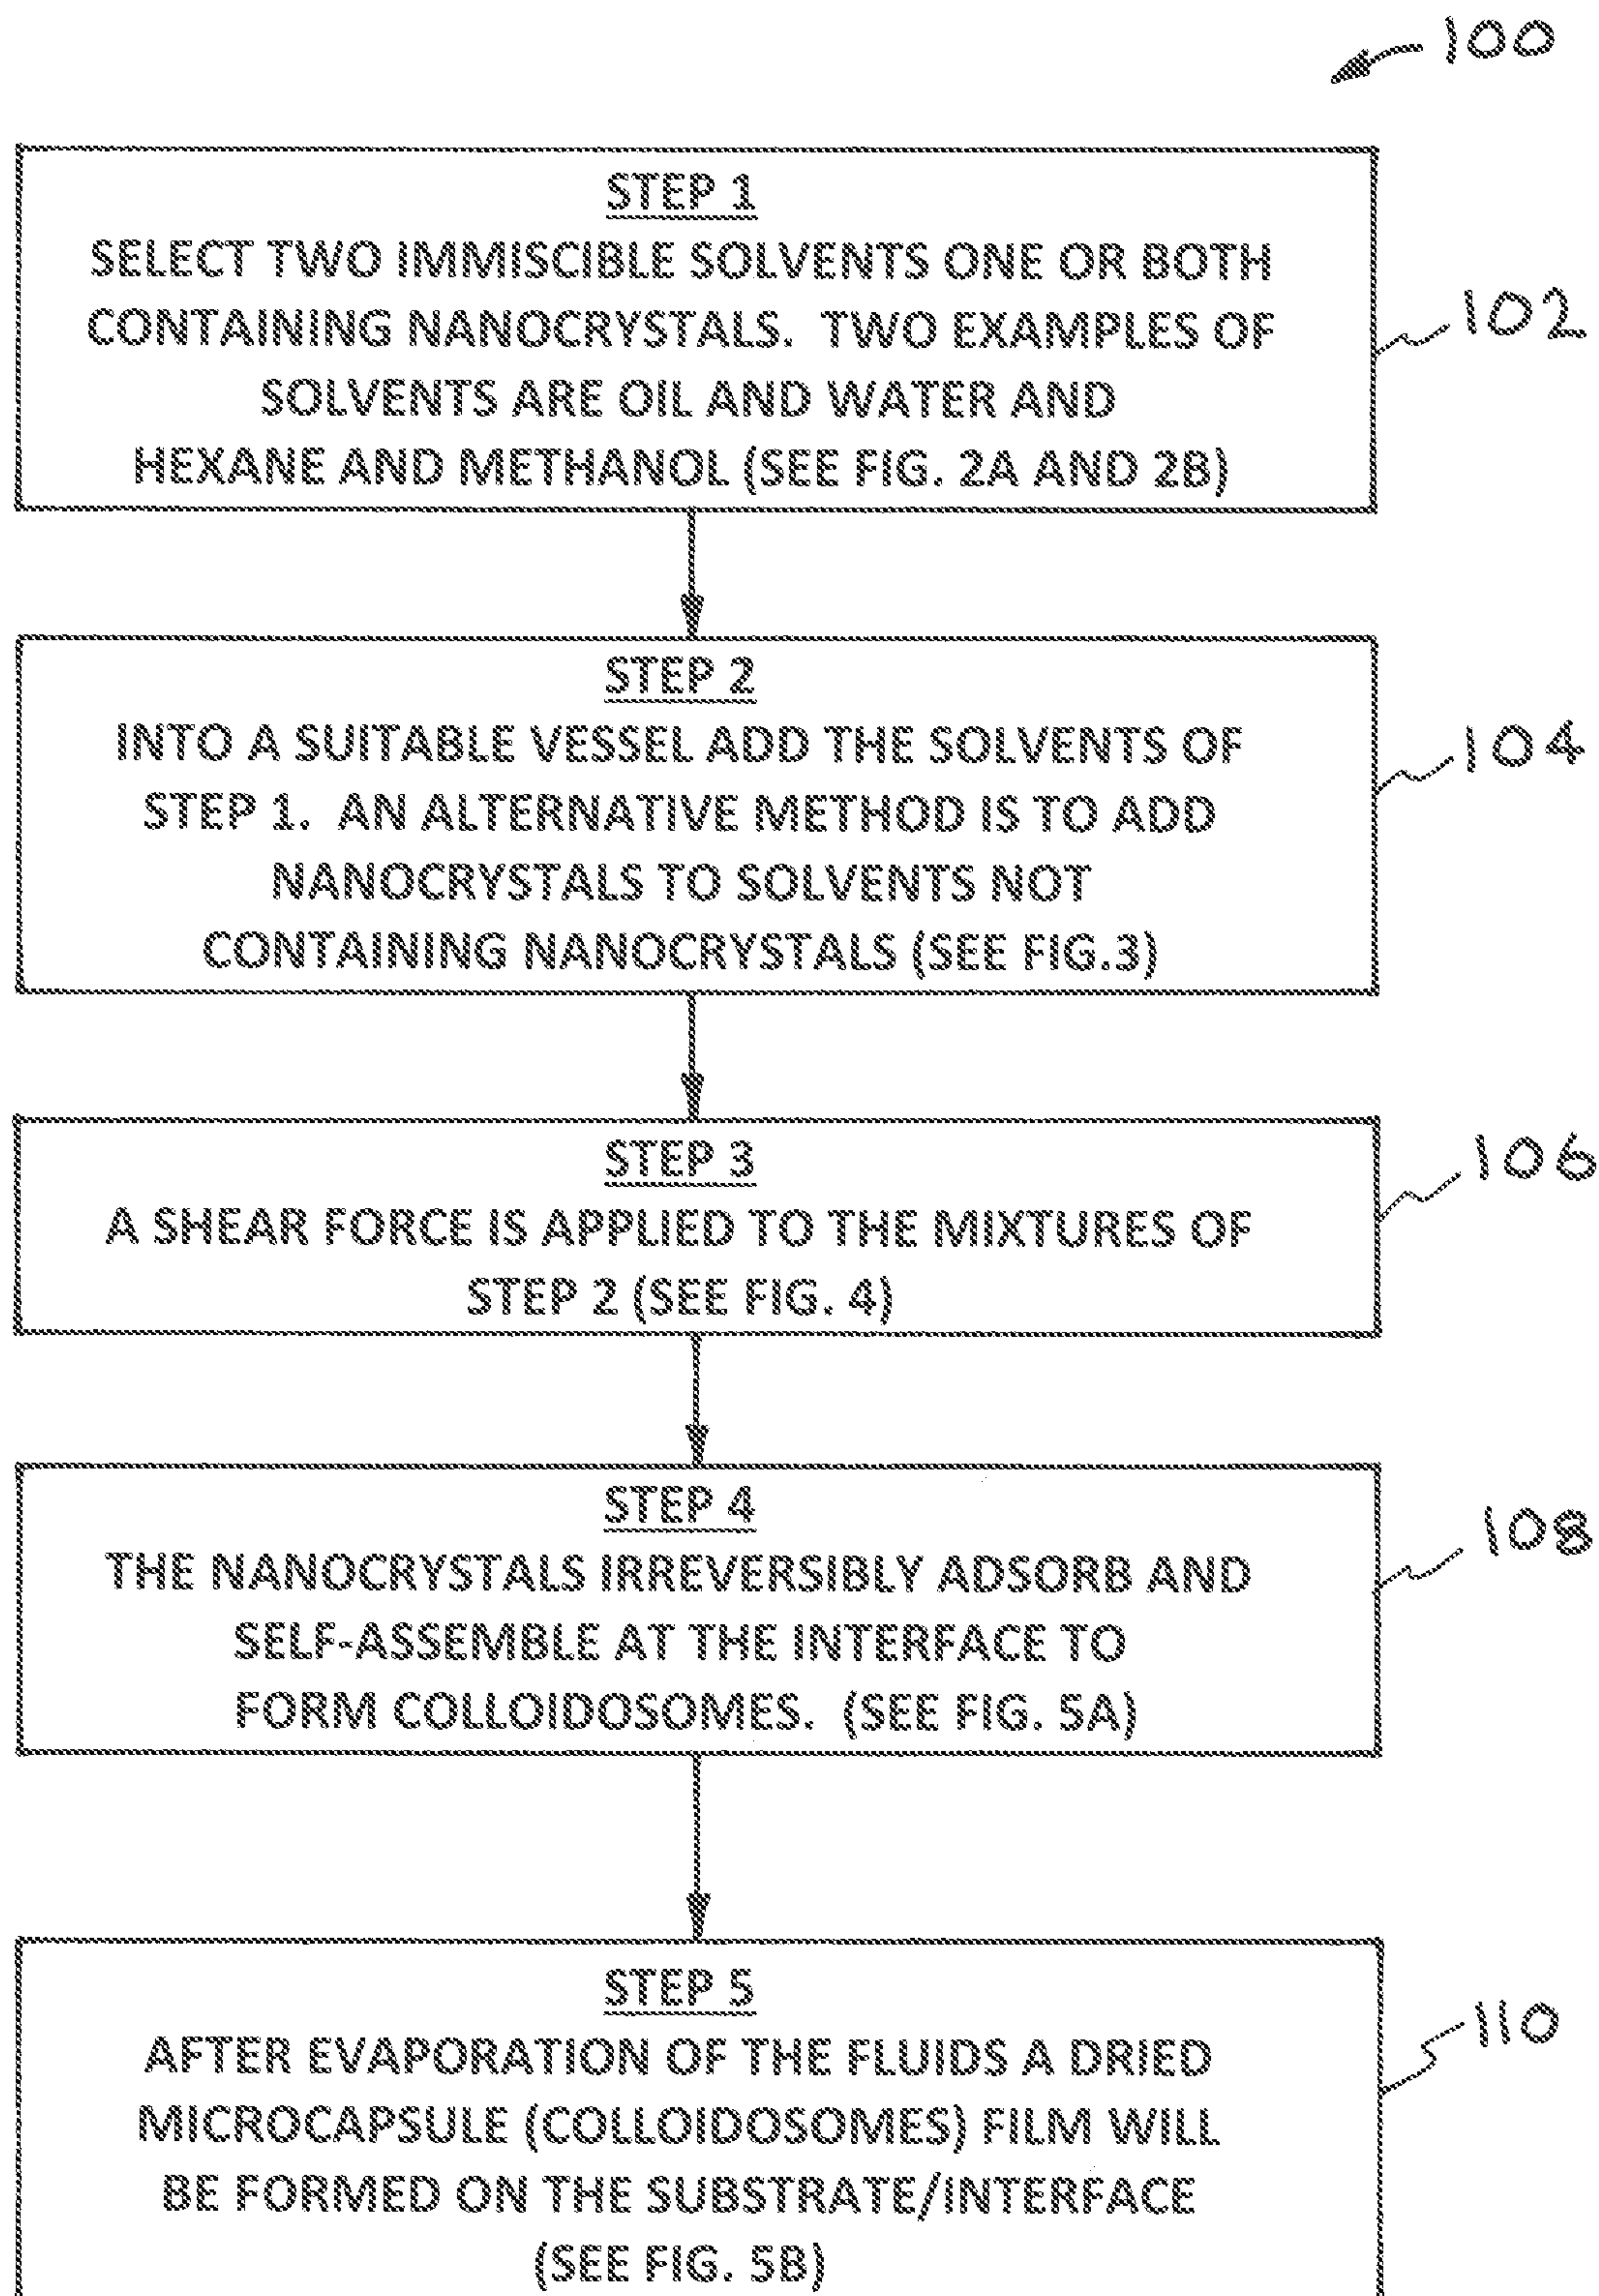 100
STEP 1
SELECT TWO IMMISCIBLE SOLVENTS ONE OR BOTH
CONTAINING NANOCRYSTALS. TWO EXAMPLES OF
SOLVENTS ARE OIL AND WATER AND
HEXANE AND METHANOL (SEE FIG. 2A AND 2B)
102
STEP 2
INTO A SUITABLE VESSEL ADD THE SOLVENTS OF
STEP 1. AN ALTERNATIVE METHOD IS TO ADD
NANOCRYSTALS TO SOLVENTS NOT
CONTAINING NANOCRYSTALS (SEE FIG.3)
104
STEP 3
A SHEAR FORCE IS APPLIED TO THE MIXTURES OF
STEP 2 (SEE FIG. 4)
106
STEP 4
THE NANOCRYSTALS IRREVERSIBLY ADSORB AND
SELF-ASSEMBLE AT THE INTERFACE TO
FORM COLLOIDOSOMES. (SEE FIG. 5A)
108
STEP 5
AFTER EVAPORATION OF THE FLUIDS A DRIED
MICROCAPSULE (COLLOIDOSOMES) FILM WILL
BE FORMED ON THE SUBSTRATE/INTERFACE
(SEE FIG. 5B)
110